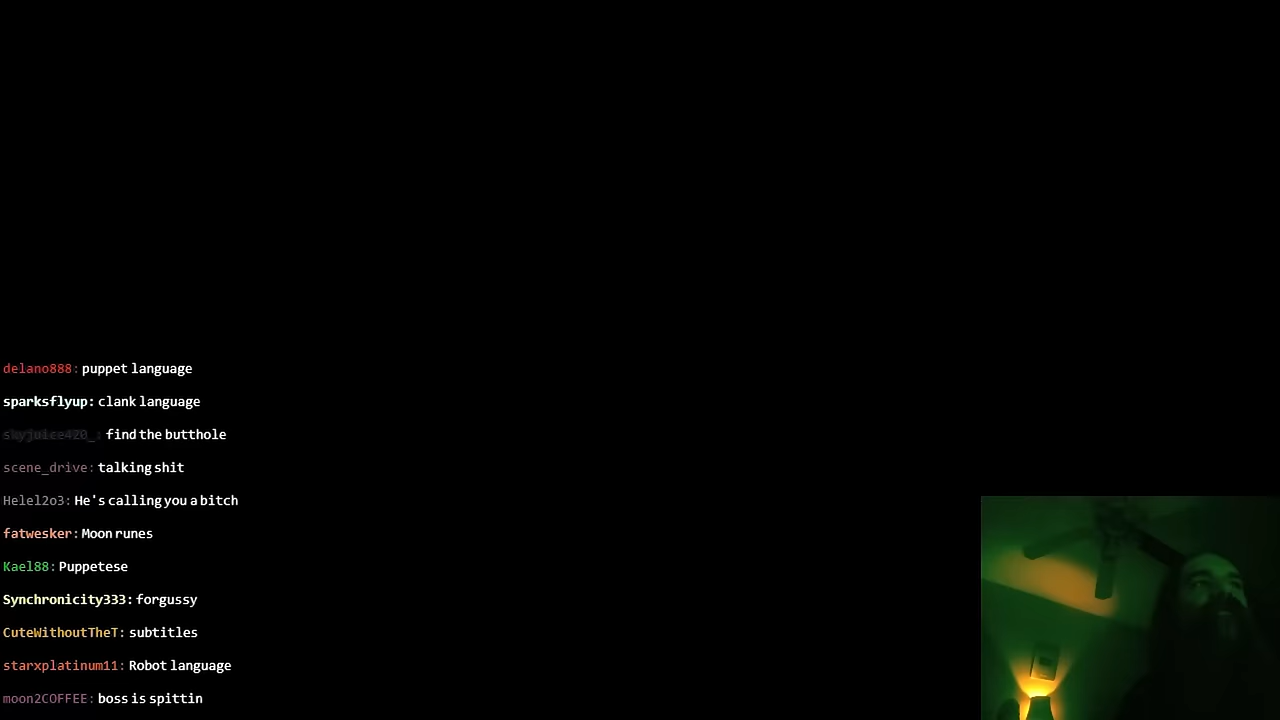 delano888: puppet language
sparksflyup: clank language
find the butthole
scene_drive: talking shit
Helel2o3: He's calling you a bitch
fatwesker: Moon runes
Kael88: Puppetese
Synchronicity333: forgussy
CuteWithoutTheT: subtitles
starxplatinum11: Robot language
moon2COFFEE: boss is spittin